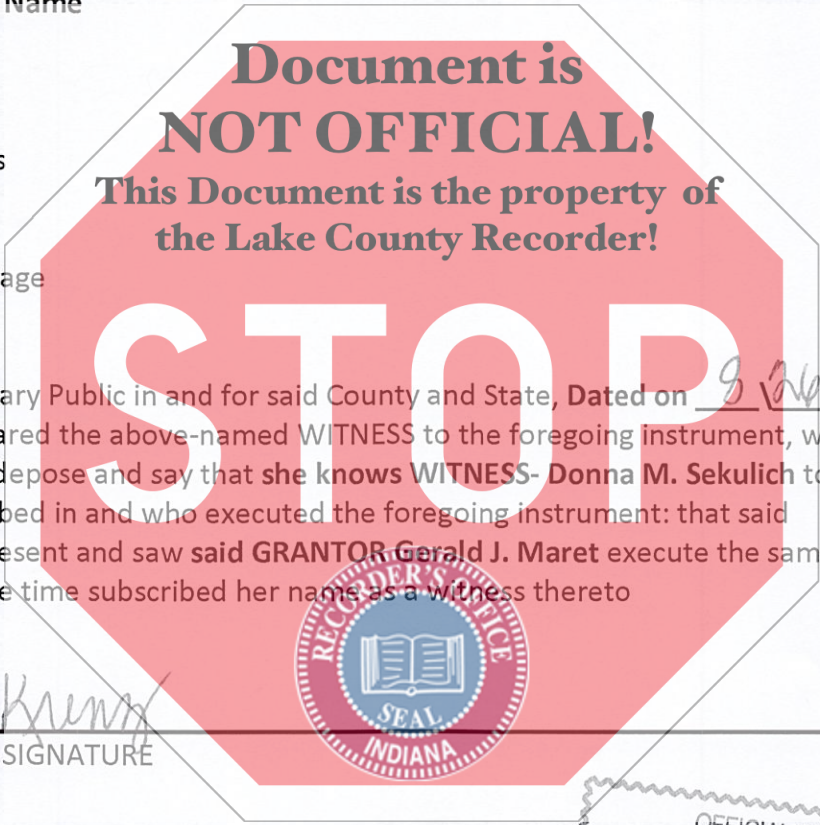 Name
Document is
NOT OFFICIAL!
This Document is the property of
the Lake County Recorder!
s
age
STOP
ary Public in and for said County and State, Dated on 8 \26
ared the above-named WITNESS to the foregoing instrument, w
depose and say that she knows WITNESS- Donna M. Sekulich to
bed in and who executed the foregoing instrument: that said
esent and saw said GRANTOR Gerald J. Maret execute the sam
e time subscribed her name as a witness thereto
RECORDER'S OFFICE
SEAL
INDIANA
SIGNATURE